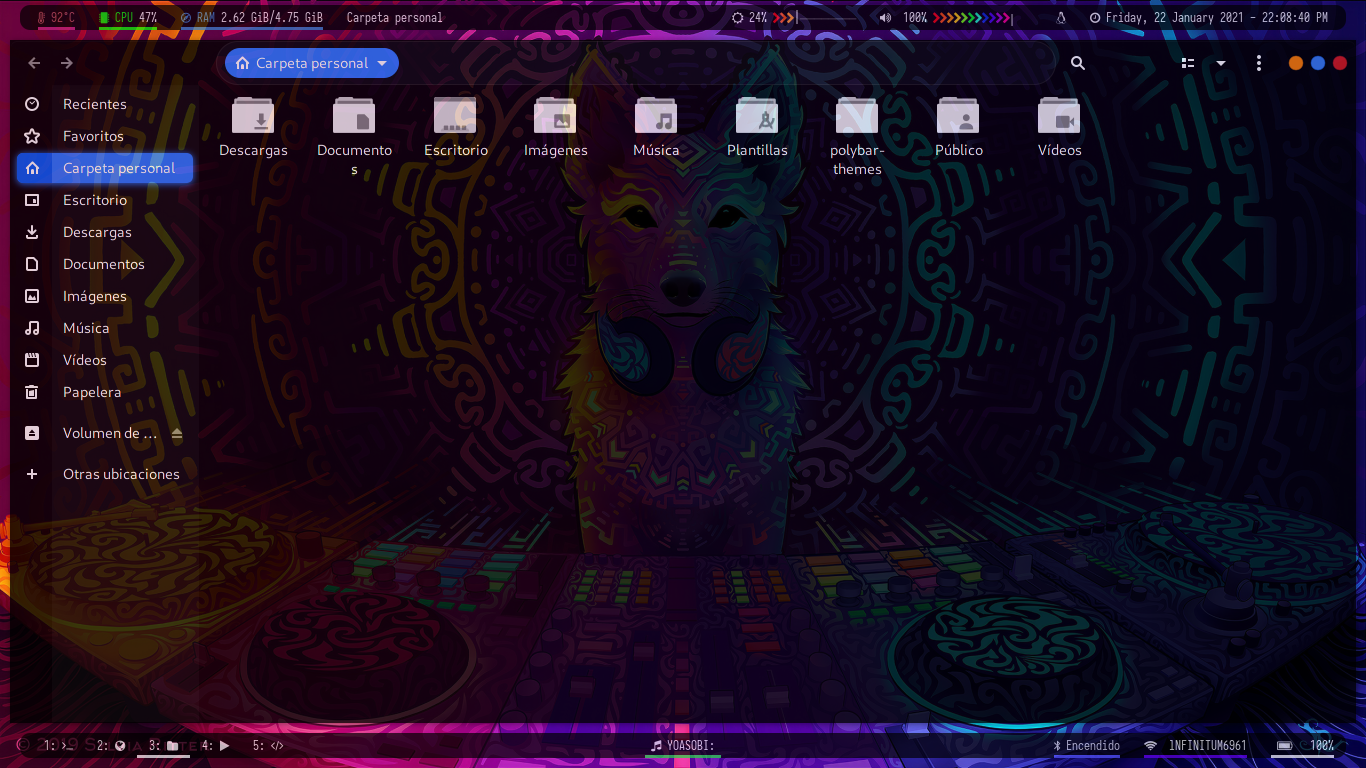 92°C CPU 47% RAM 2.62 GiB/4.75 GiB Carpeta personal 24% 100% Friday, 22 January 2021 - 22:08:40 PM
Carpeta personal
Recientes
Favoritos
Carpeta personal
Escritorio
Descargas
Documentos
Imágenes
Música
Vídeos
Papelera
Volumen de ...
Otras ubicaciones
Descargas
Documento
s
Escritorio
Imágenes
Música
Plantillas
polybar-
themes
Público
Vídeos
© 2019
1: 2: 3: 4: 5: </> YOASOBI: Encendido INFINITUM6961 100%